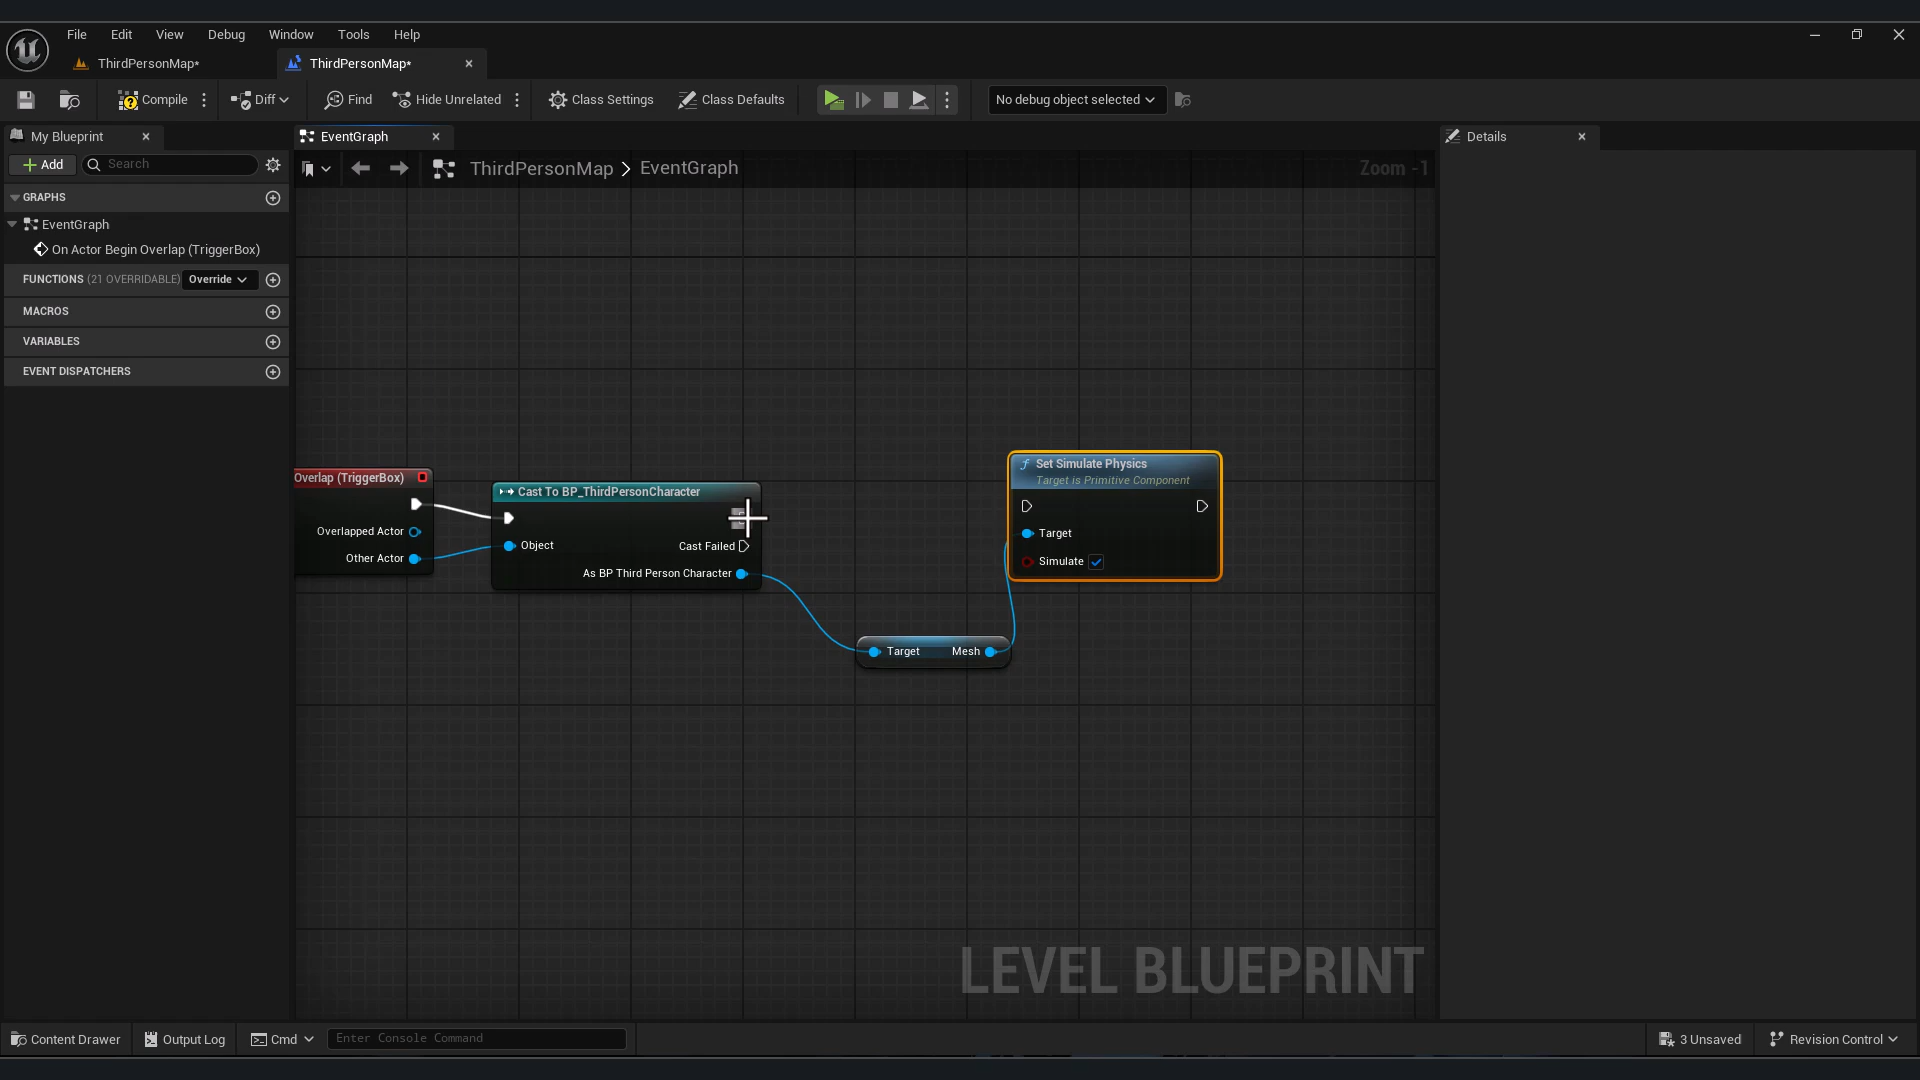 File Edit View Debug Window Tools Help
ThirdPersonMap* ThirdPersonMap*
Compile Diff Find Hide Unrelated Class Settings Class Defaults No debug object selected
My Blueprint EventGraph Details
Add Search ThirdPersonMap > EventGraph Zoom -1
GRAPHS
EventGraph
On Actor Begin Overlap (TriggerBox)
FUNCTIONS (21 OVERRIDABLE) Override
MACROS
VARIABLES
EVENT DISPATCHERS
Overlap (TriggerBox)
Overlapped Actor
Other Actor
Cast To BP_ThirdPersonCharacter
Object Cast Failed
As BP Third Person Character
Target Mesh
Set Simulate Physics
Target is Primitive Component
Target
Simulate
LEVEL BLUEPRINT
Content Drawer Output Log Cmd Enter Console Command 3 Unsaved Revision Control